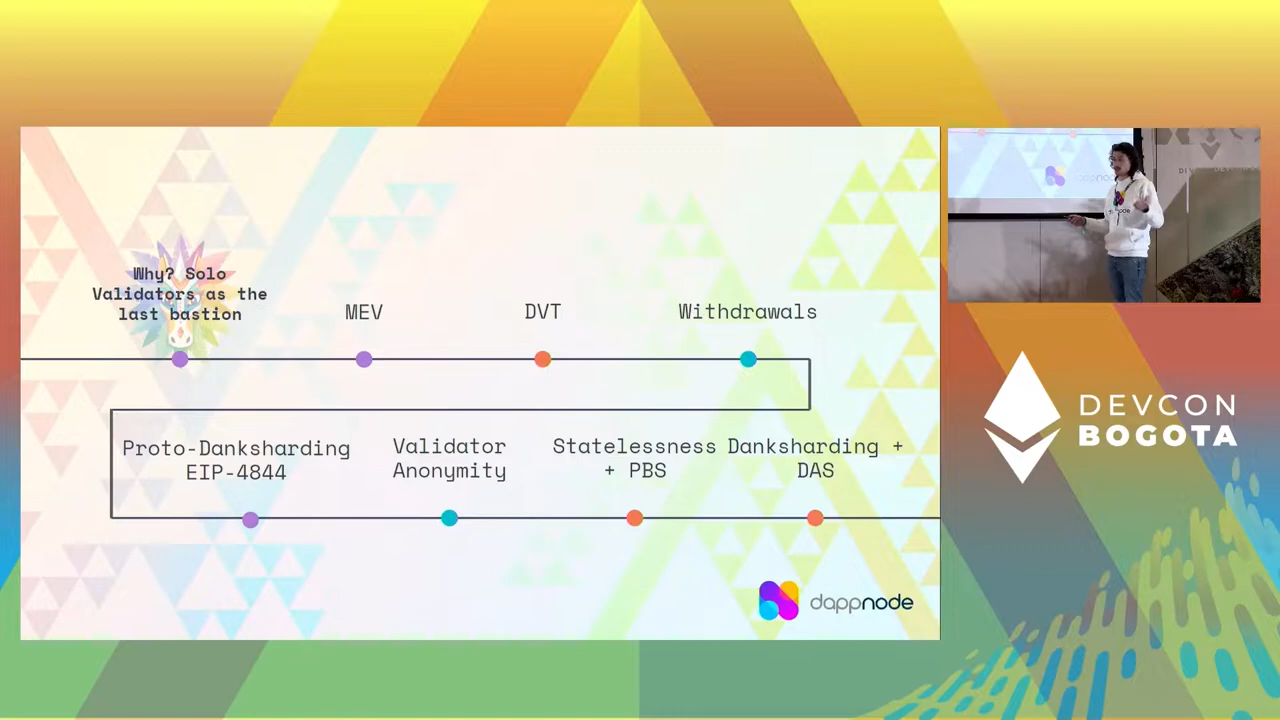 Why? Solo
Validators as the
last bastion
MEV
DVT
Withdrawals
Proto-Danksharding
EIP-4844
Validator
Anonymity
Statelessness
+ PBS
Danksharding +
DAS
dappnode
DEVCON
BOGOTA